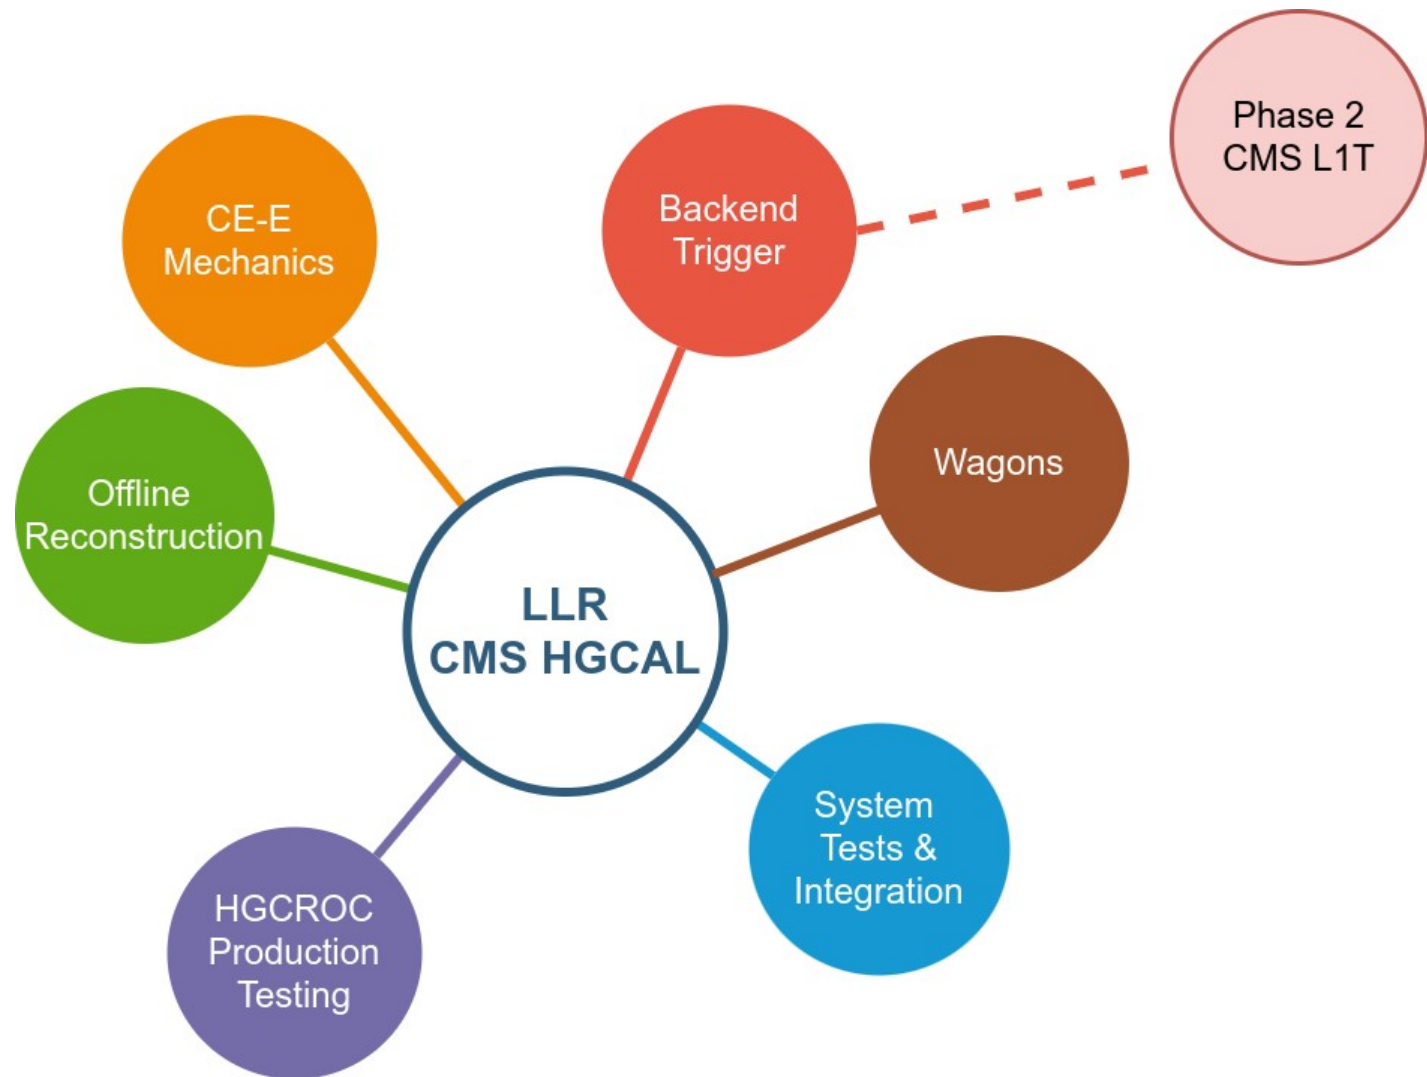 Phase 2
CMS L1T
CE-E
Mechanics
Backend
Trigger
Wagons
Offline
Reconstruction
LLR
CMS HGCAL
System
Tests &
Integration
HGCROC
Production
Testing